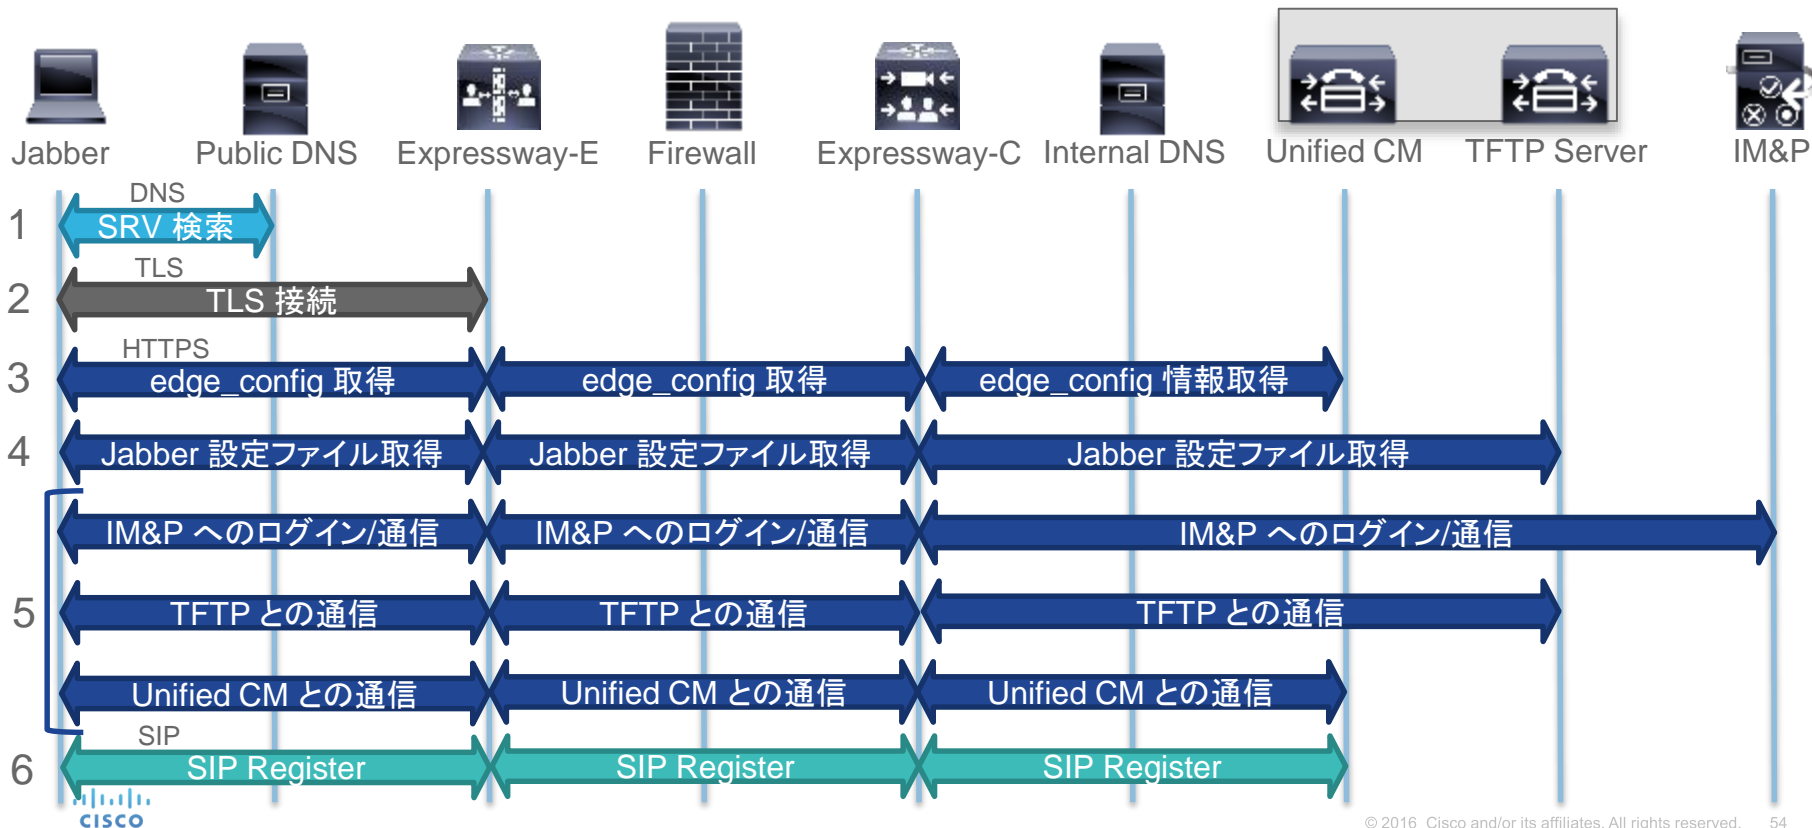 Jabber Public DNS Expressway-E Firewall Expressway-C Internal DNS Unified CM TFTP Server IM&P
DNS
1 SRV 検索
TLS
2 TLS 接続
HTTPS
3 edge_config 取得 edge_config 取得 edge_config 情報取得
4 Jabber 設定ファイル取得 Jabber 設定ファイル取得 Jabber 設定ファイル取得
IM&P へのログイン/通信 IM&P へのログイン/通信 IM&P へのログイン/通信
5 TFTP との通信 TFTP との通信 TFTP との通信
Unified CM との通信 Unified CM との通信 Unified CM との通信
SIP
6 SIP Register SIP Register SIP Register
CISCO
© 2016 Cisco and/or its affiliates. All rights reserved. 54